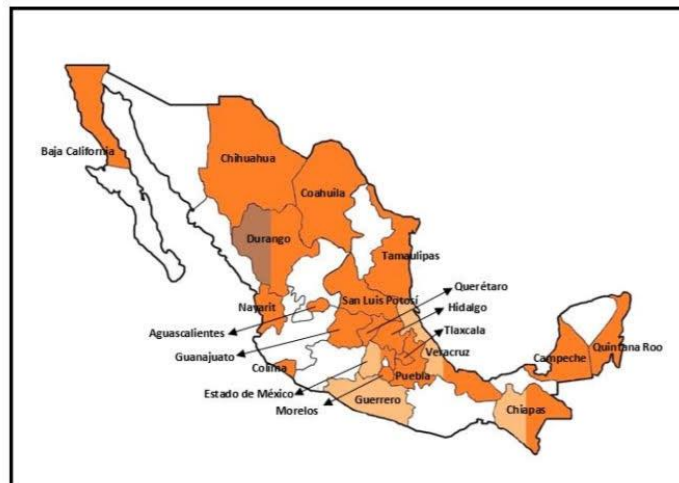 Baja California
Chihuahua
Coahuila
Durango
Tamaulipas
Nayarit
San Luis Potosí
Querétaro
Hidalgo
Aguascalientes
Tlaxcala
Guanajuato
Veracruz
Colima
Puebla
Campeche
Quintana Roo
Estado de México
Morelos
Guerrero
Chiapas